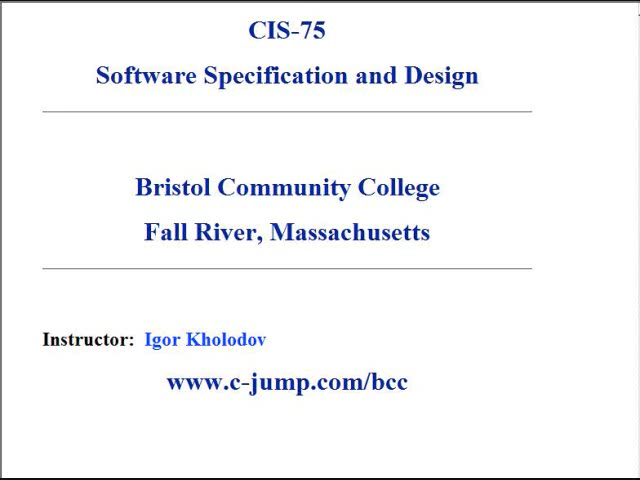 CIS-75
Software Specification and Design
Bristol Community College
Fall River, Massachusetts
Instructor: Igor Kholodov
www.c-jump.com/bcc